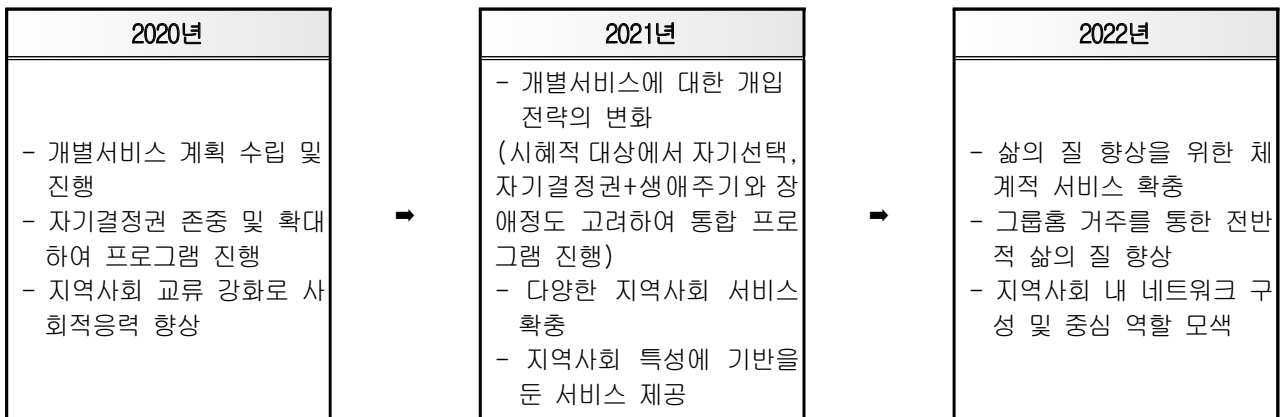 2020년
- 개별서비스 계획 수립 및
진행
- 자기결정권 존중 및 확대
하여 프로그램 진행
- 지역사회 교류 강화로 사
회적응력 향상
➡
2021년
- 개별서비스에 대한 개입
전략의 변화
(시혜적 대상에서 자기선택,
자기결정권+생애주기와 장
애정도 고려하여 통합 프로
그램 진행)
- 다양한 지역사회 서비스
확충
- 지역사회 특성에 기반을
둔 서비스 제공
➡
2022년
- 삶의 질 향상을 위한 체
계적 서비스 확충
- 그룹홈 거주를 통한 전반
적 삶의 질 향상
- 지역사회 내 네트워크 구
성 및 중심 역할 모색